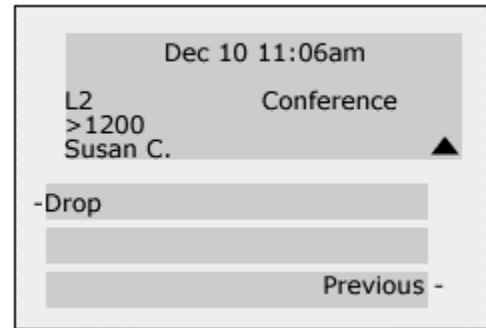 Dec 10 11:06am
L2 Conference
>1200
Susan C.
-Drop
Previous -